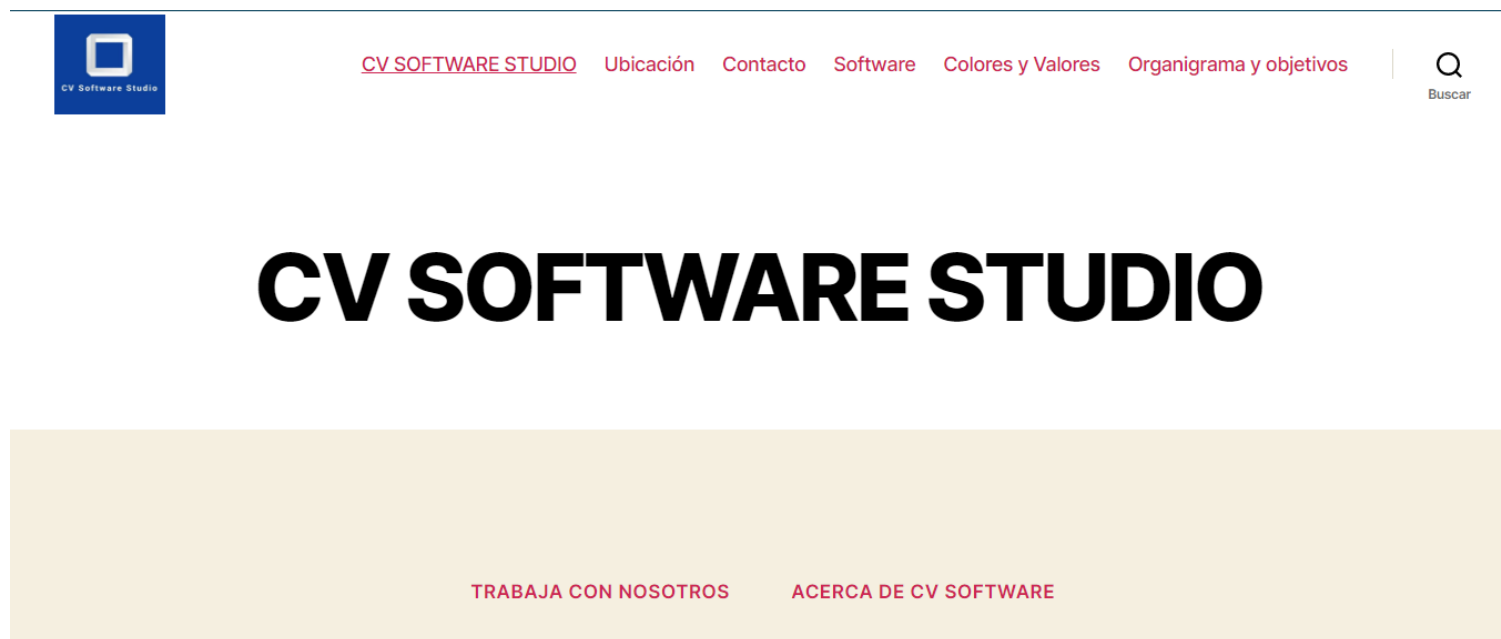 CV Software Studio
CV SOFTWARE STUDIO Ubicación Contacto Software Colores y Valores Organigrama y objetivos
Buscar
CV SOFTWARE STUDIO
TRABAJA CON NOSOTROS ACERCA DE CV SOFTWARE